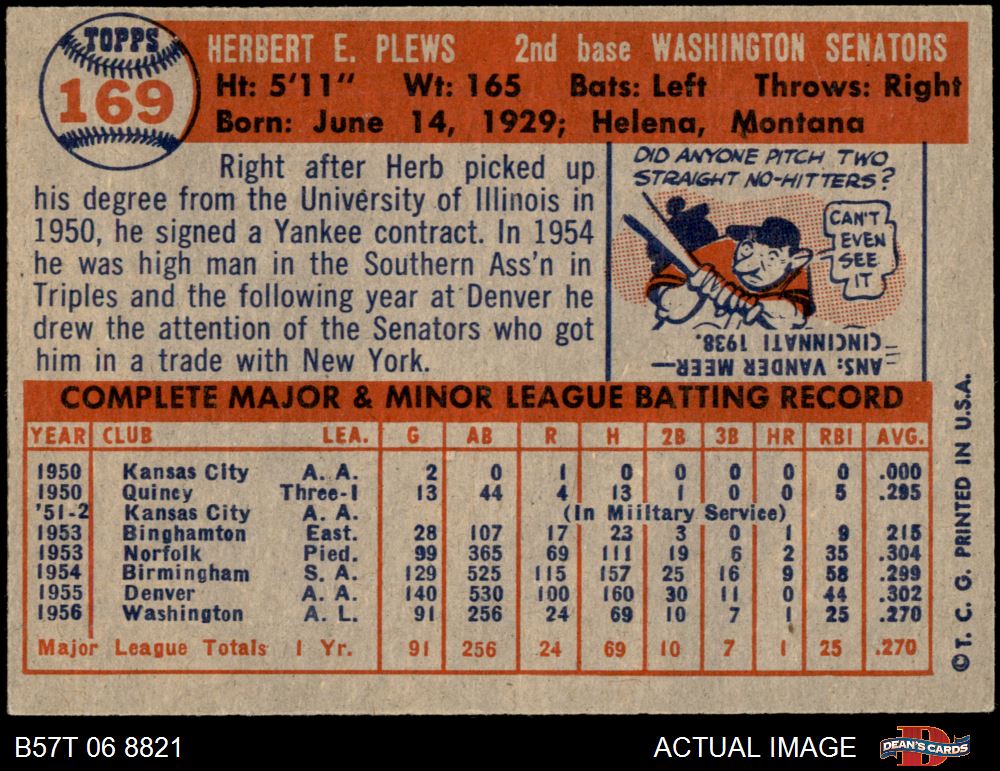 TOPPS
169
HERBERT E. PLEWS 2nd base WASHINGTON SENATORS
Ht: 5'11" Wt: 165 Bats: Left Throws: Right
Born: June 14, 1929; Helena, Montana
Right after Herb picked up
his degree from the University of Illinois in
1950, he signed a Yankee contract. In 1954
he was high man in the Southern Ass'n in
Triples and the following year at Denver he
drew the attention of the Senators who got
him in a trade with New York.
DID ANYONE PITCH TWO
STRAIGHT NO-HITTERS?
CAN'T
EVEN
SEE
IT
ANS: VANDER MEER—
CINCINNATI 1938.
COMPLETE MAJOR & MINOR LEAGUE BATTING RECORD
YEAR CLUB LEA. G AB R H 2B 3B HR RBI AVG.
1950 Kansas City A. A. 2 0 1 0 0 0 0 0 .000
1950 Quincy Three-I 13 44 4 13 1 0 0 5 .295
'51-2 Kansas City A. A. (In Miiltary Service)
1953 Binghamton East. 28 107 17 23 3 0 1 9 .215
1953 Norfolk Pied. 99 365 69 111 19 6 2 35 .304
1954 Birmingham S. A. 129 525 115 157 25 16 9 58 .299
1955 Denver A. A. 140 530 100 160 30 11 0 44 .302
1956 Washington A. L. 91 256 24 69 10 7 1 25 .270
Major League Totals 1 Yr. 91 256 24 69 10 7 1 25 .270
©T. C. G. PRINTED IN U.S.A.
B57T 06 8821
ACTUAL IMAGE
DEAN'S CARDS